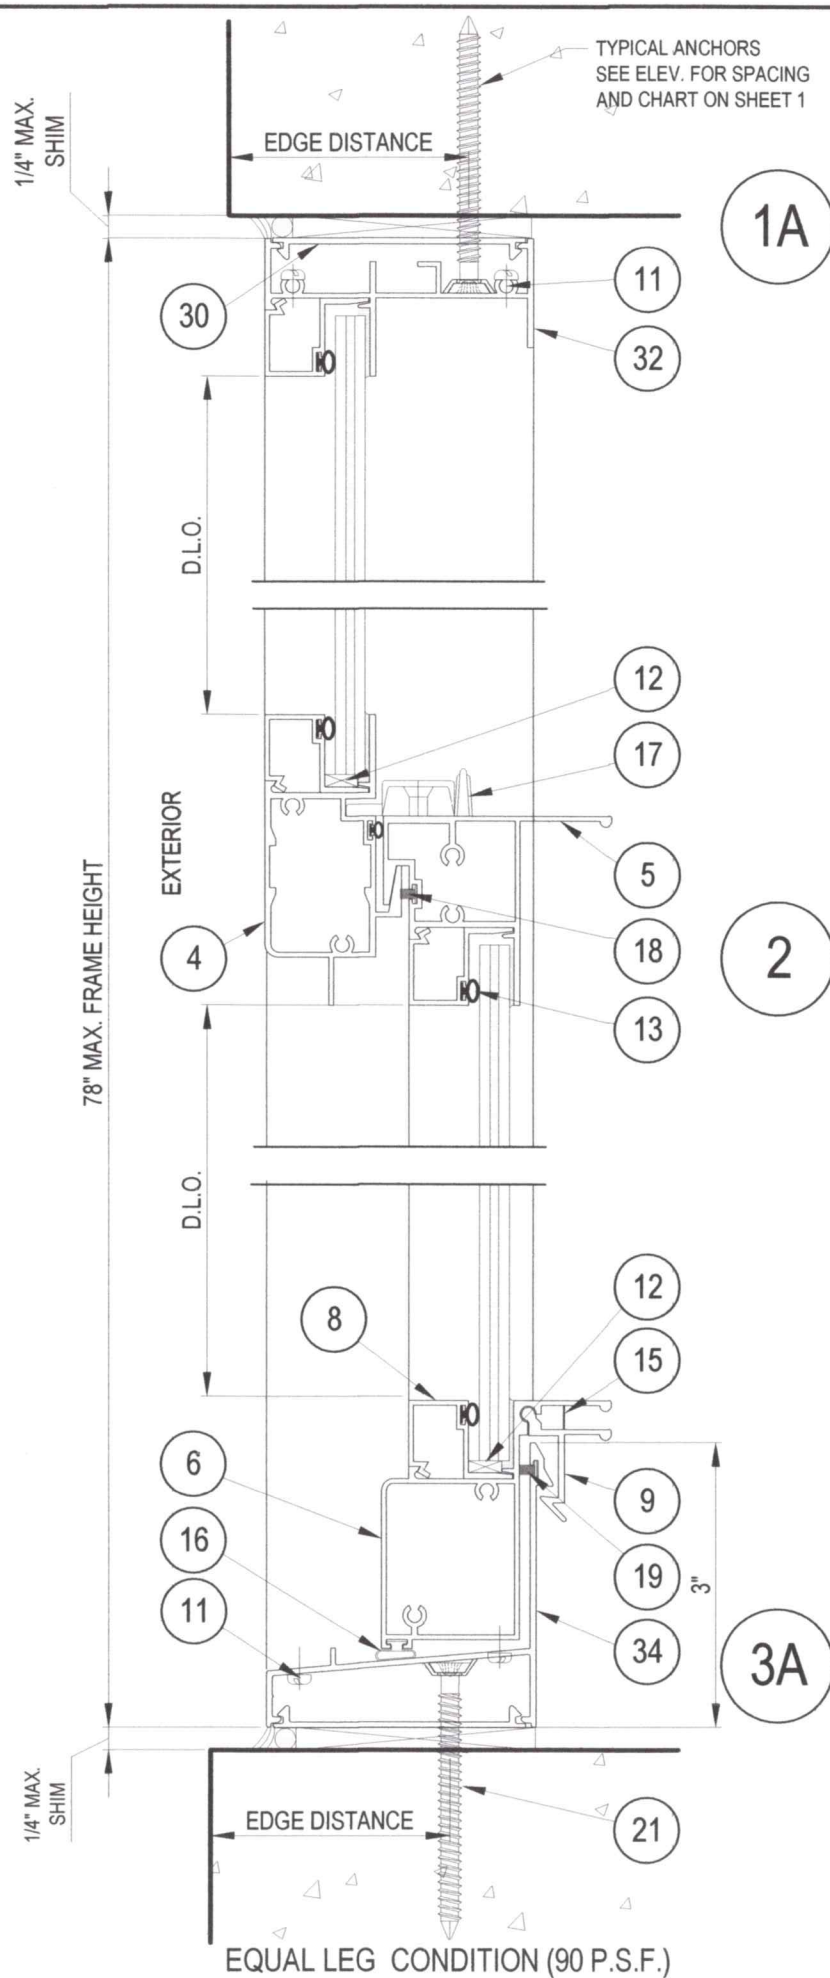 TYPICAL ANCHORS
SEE ELEV. FOR SPACING
AND CHART ON SHEET 1
1/4" MAX.
SHIM
EDGE DISTANCE
1A
11
30
32
D.L.O.
12
17
EXTERIOR
5
4
18
2
13
78" MAX. FRAME HEIGHT
D.L.O.
12
8
15
6
9
16
19
3"
11
34
3A
1/4" MAX.
SHIM
EDGE DISTANCE
21
EQUAL LEG CONDITION (90 P.S.F.)